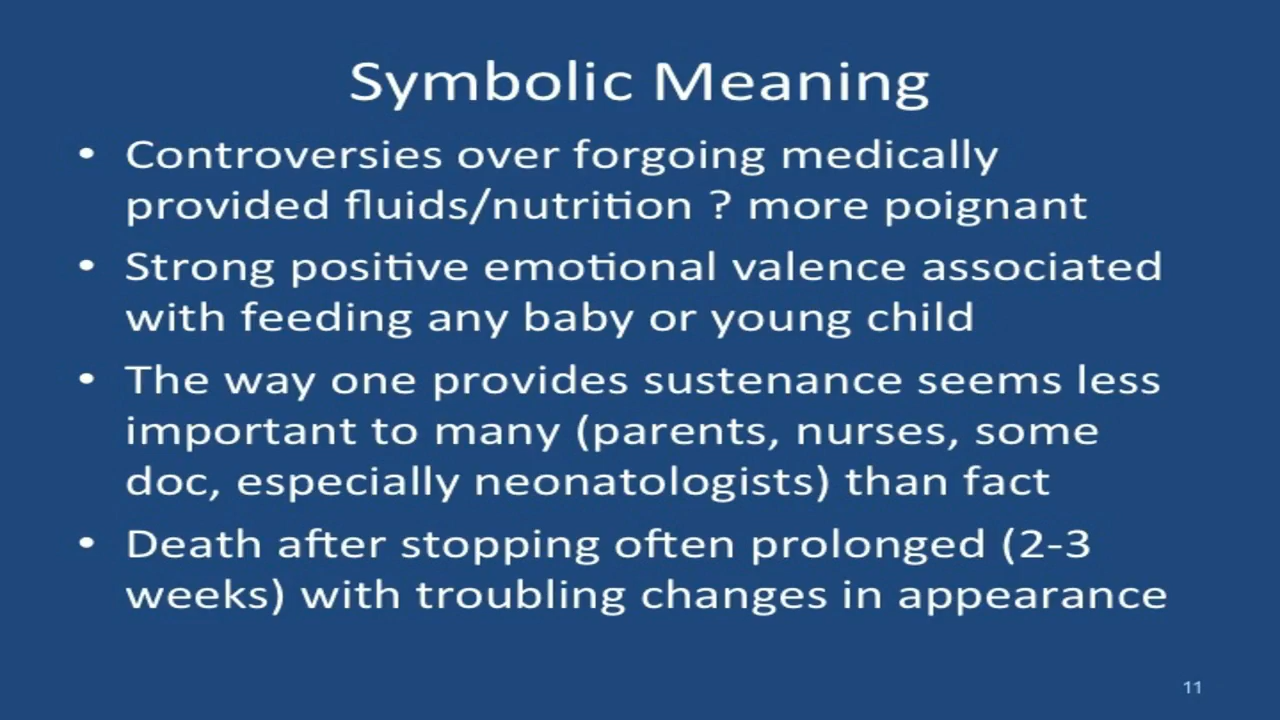 Symbolic Meaning
• Controversies over forgoing medically
provided fluids/nutrition ? more poignant
• Strong positive emotional valence associated
with feeding any baby or young child
• The way one provides sustenance seems less
important to many (parents, nurses, some
doc, especially neonatologists) than fact
• Death after stopping often prolonged (2-3
weeks) with troubling changes in appearance
11